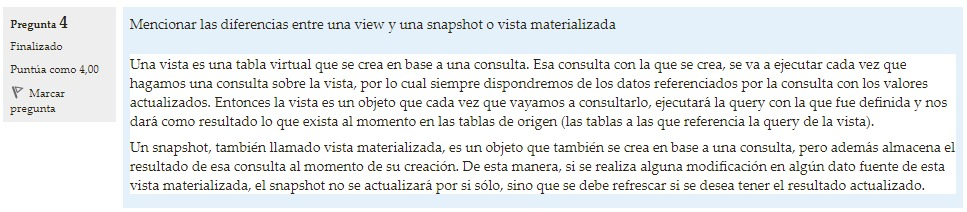 Pregunta 4
Finalizado
Puntúa como 4,00
Marcar
pregunta
Mencionar las diferencias entre una view y una snapshot o vista materializada
Una vista es una tabla virtual que se crea en base a una consulta. Esa consulta con la que se crea, se va a ejecutar cada vez que
hagamos una consulta sobre la vista, por lo cual siempre dispondremos de los datos referenciados por la consulta con los valores
actualizados. Entonces la vista es un objeto que cada vez que vayamos a consultarlo, ejecutará la query con la que fue definida y nos
dará como resultado lo que exista al momento en las tablas de origen (las tablas a las que referencia la query de la vista).
Un snapshot, también llamado vista materializada, es un objeto que también se crea en base a una consulta, pero además almacena el
resultado de esa consulta al momento de su creación. De esta manera, si se realiza alguna modificación en algún dato fuente de esta
vista materializada, el snapshot no se actualizará por si sólo, sino que se debe refrescar si se desea tener el resultado actualizado.